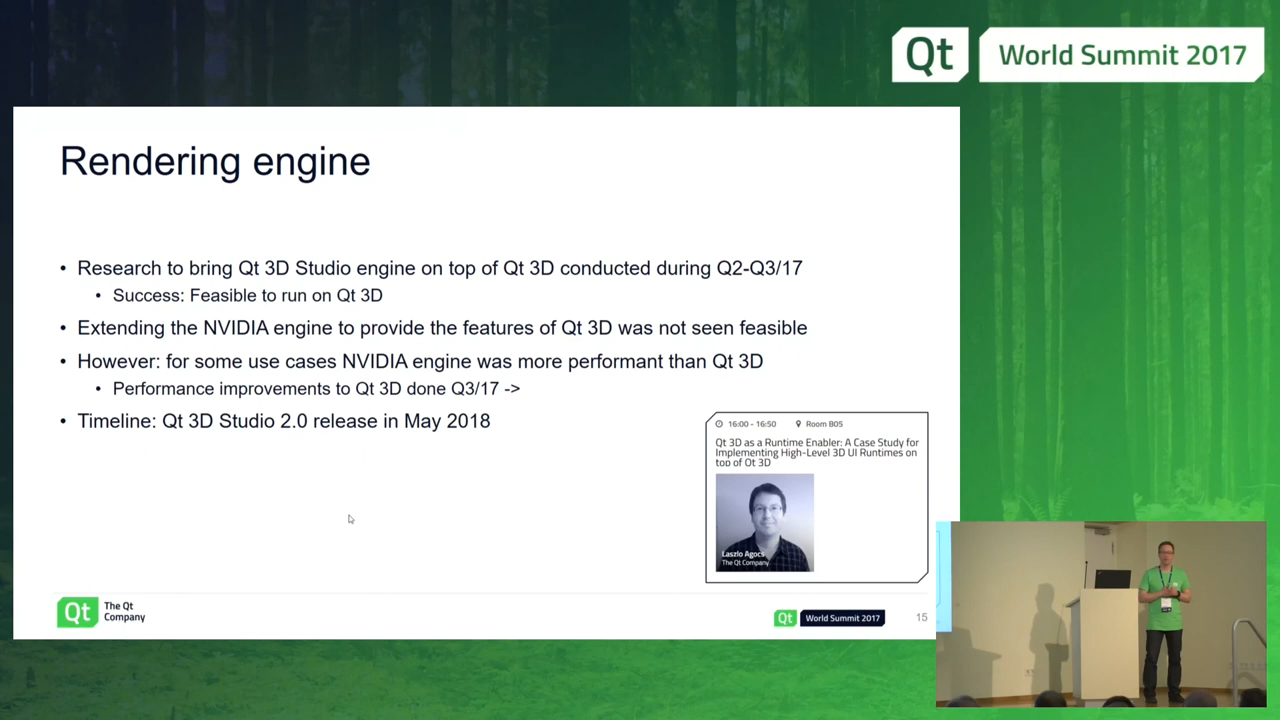 Qt World Summit 2017
Rendering engine
• Research to bring Qt 3D Studio engine on top of Qt 3D conducted during Q2-Q3/17
• Success: Feasible to run on Qt 3D
• Extending the NVIDIA engine to provide the features of Qt 3D was not seen feasible
• However: for some use cases NVIDIA engine was more performant than Qt 3D
• Performance improvements to Qt 3D done Q3/17 ->
• Timeline: Qt 3D Studio 2.0 release in May 2018
16:00 - 16:50 Room B05
Qt 3D as a Runtime Enabler: A Case Study for
Implementing High-Level 3D UI Runtimes on
top of Qt 3D
Laszlo Agocs
The Qt Company
Qt The Qt
Company
Qt World Summit 2017
15